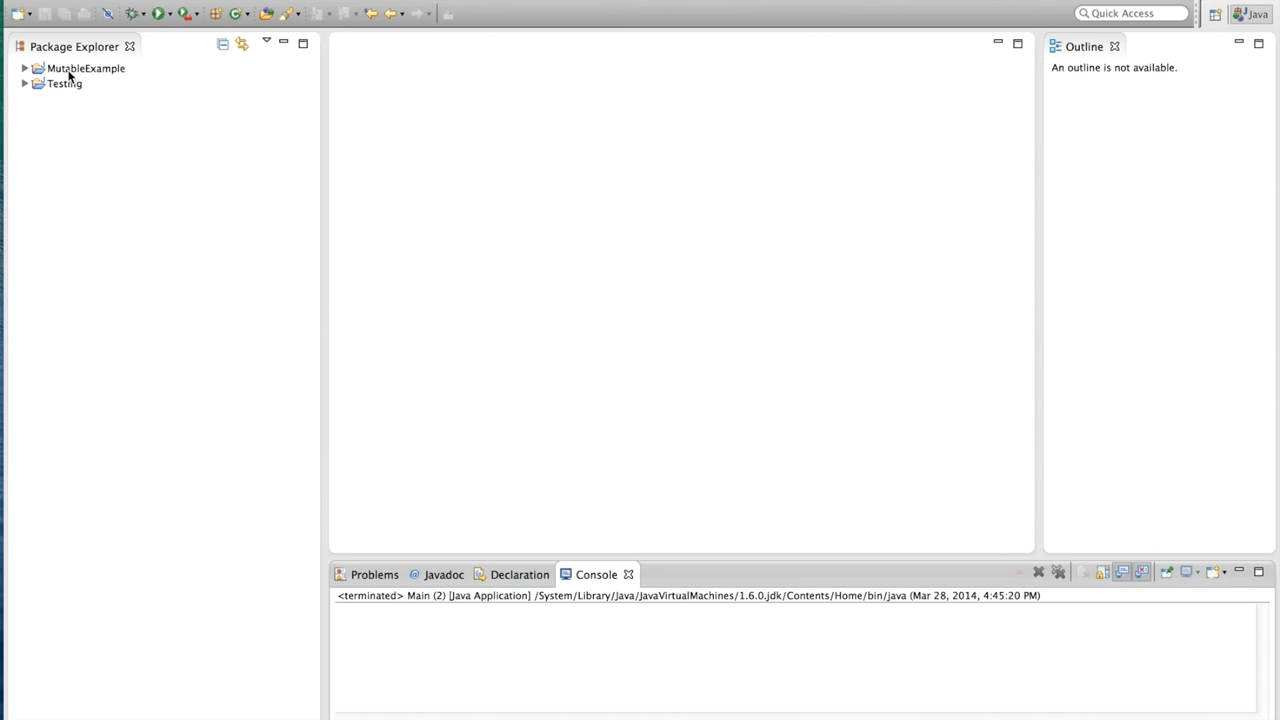 Quick Access
Java
Package Explorer
MutableExample
Testing
Outline
An outline is not available.
Problems
@ Javadoc
Declaration
Console
<terminated> Main (2) [Java Application] /System/Library/Java/JavaVirtualMachines/1.6.0.jdk/Contents/Home/bin/java (Mar 28, 2014, 4:45:20 PM)